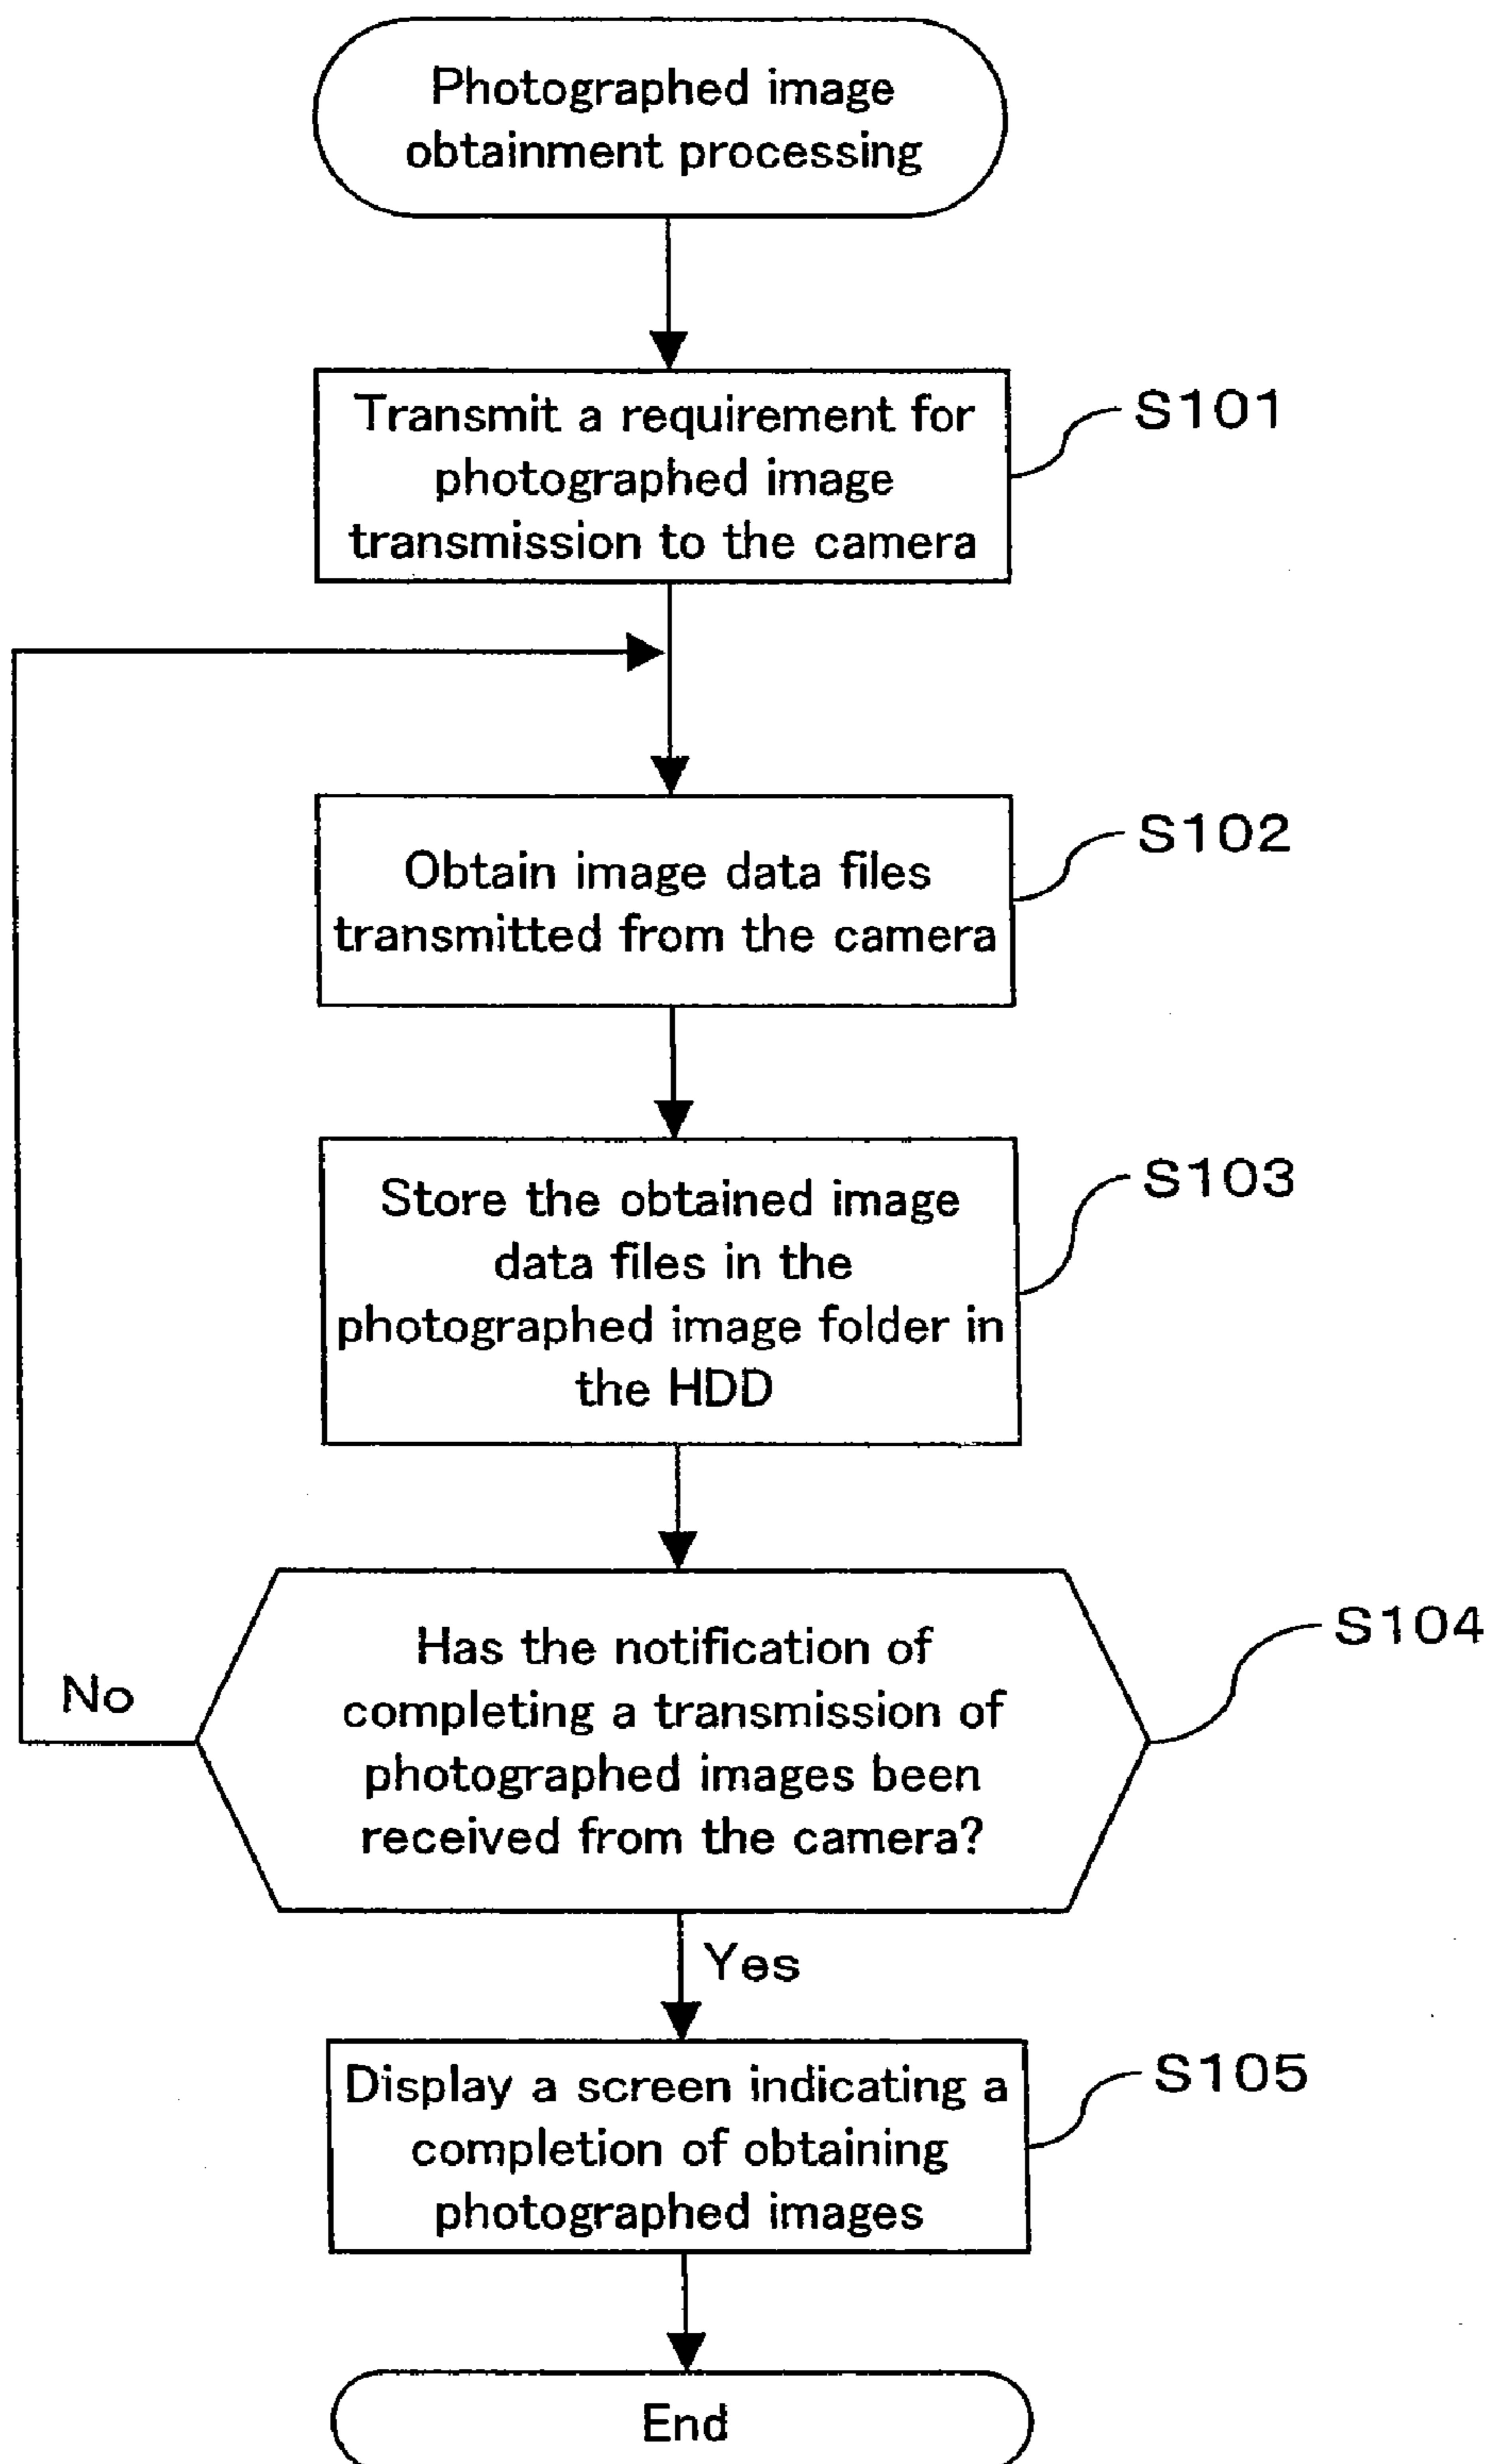 Photographed image
obtainment processing
Transmit a requirement for
photographed image
transmission to the camera
S101
Obtain image data files
transmitted from the camera
S102
Store the obtained image
data files in the
photographed image folder in
the HDD
S103
Has the notification of
completing a transmission of
photographed images been
received from the camera?
S104
No
Yes
Display a screen indicating a
completion of obtaining
photographed images
S105
End